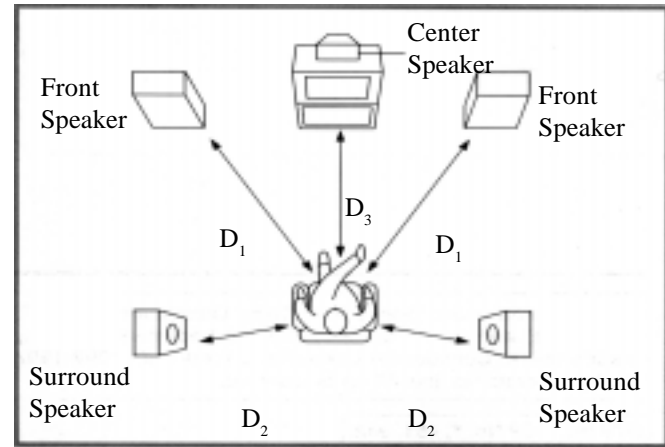 Center
Speaker
Front
Speaker
Front
Speaker
D₃
D₁
D₁
Surround
Speaker
Surround
Speaker
D₂
D₂